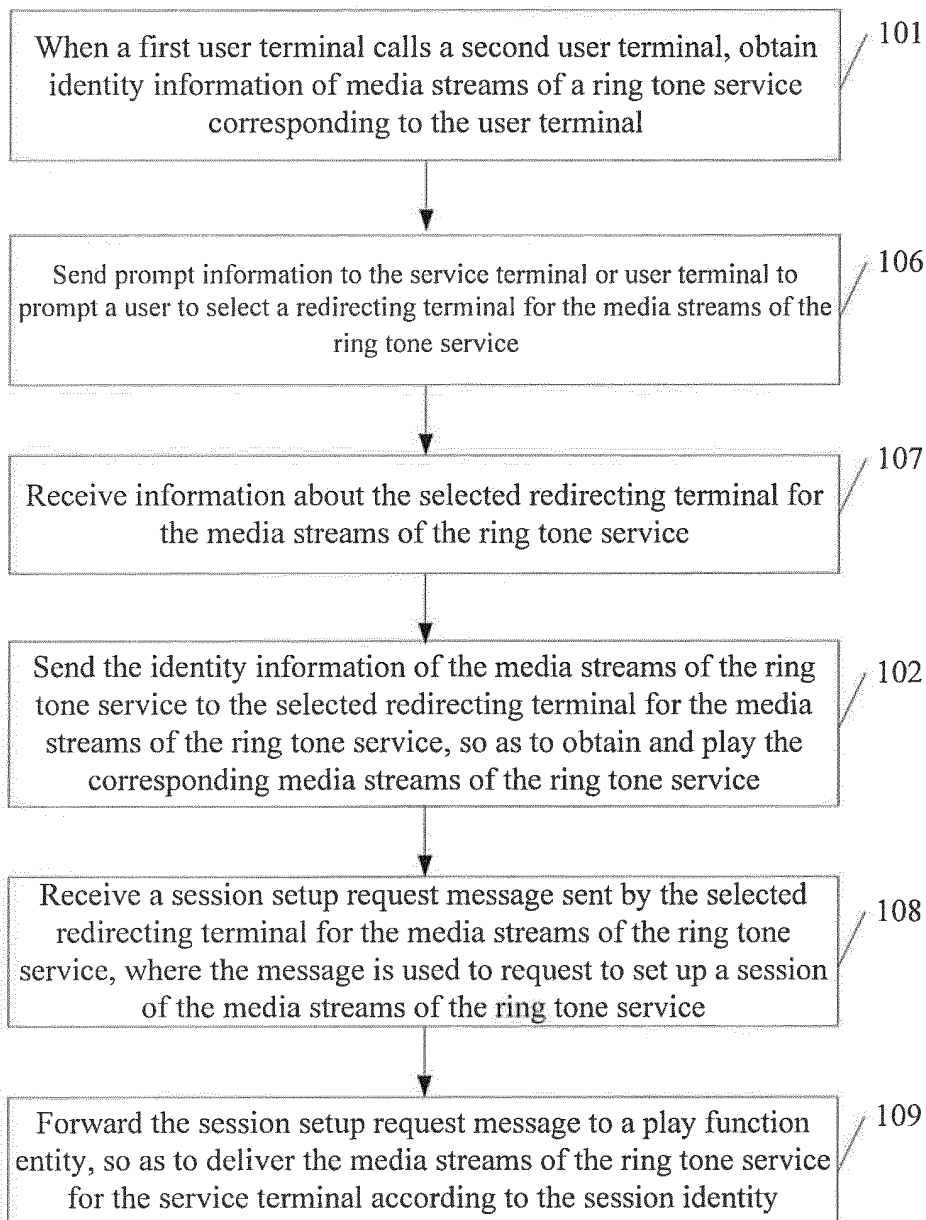 When a first user terminal calls a second user terminal, obtain
identity information of media streams of a ring tone service
corresponding to the user terminal
101
Send prompt information to the service terminal or user terminal to
prompt a user to select a redirecting terminal for the media streams of the
ring tone service
106
Receive information about the selected redirecting terminal for
the media streams of the ring tone service
107
Send the identity information of the media streams of the ring
tone service to the selected redirecting terminal for the media
streams of the ring tone service, so as to obtain and play the
corresponding media streams of the ring tone service
102
Receive a session setup request message sent by the selected
redirecting terminal for the media streams of the ring tone
service, where the message is used to request to set up a session
of the media streams of the ring tone service
108
Forward the session setup request message to a play function
entity, so as to deliver the media streams of the ring tone service
for the service terminal according to the session identity
109